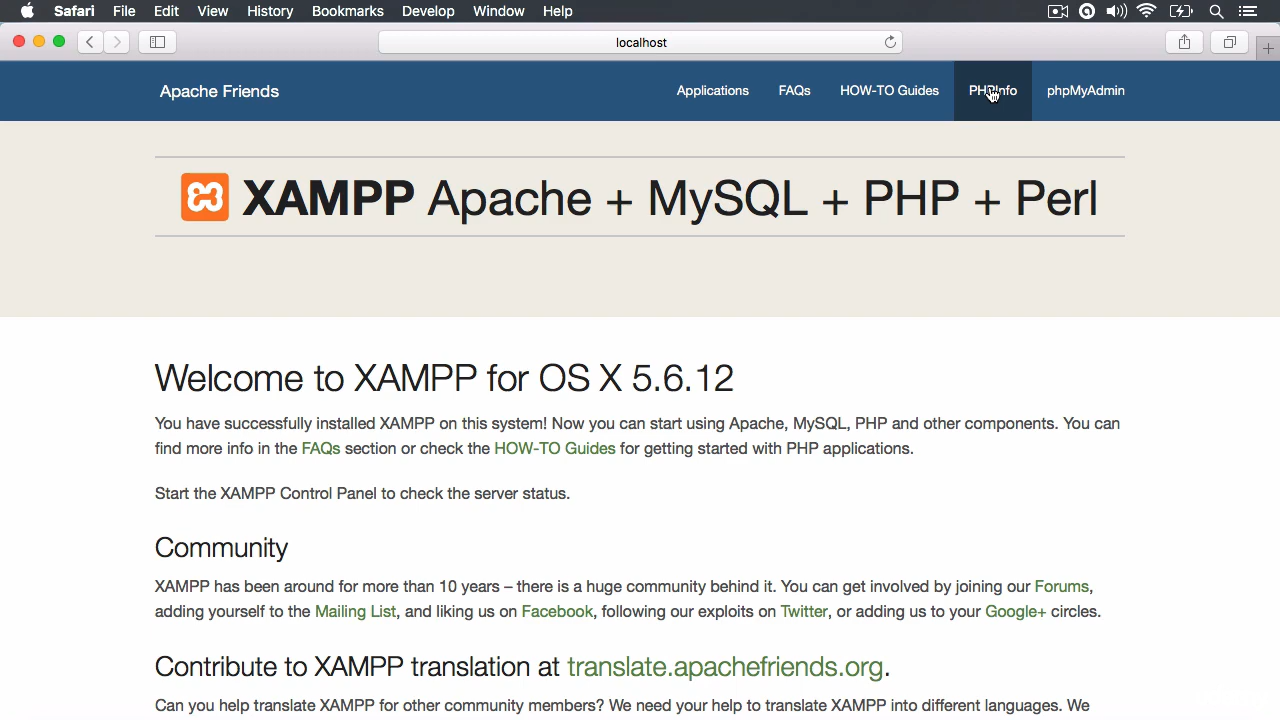 Safari File Edit View History Bookmarks Develop Window Help
localhost
Apache Friends Applications FAQs HOW-TO Guides PHPInfo phpMyAdmin
XAMPP Apache + MySQL + PHP + Perl
Welcome to XAMPP for OS X 5.6.12
You have successfully installed XAMPP on this system! Now you can start using Apache, MySQL, PHP and other components. You can
find more info in the FAQs section or check the HOW-TO Guides for getting started with PHP applications.
Start the XAMPP Control Panel to check the server status.
Community
XAMPP has been around for more than 10 years – there is a huge community behind it. You can get involved by joining our Forums,
adding yourself to the Mailing List, and liking us on Facebook, following our exploits on Twitter, or adding us to your Google+ circles.
Contribute to XAMPP translation at translate.apachefriends.org.
Can you help translate XAMPP for other community members? We need your help to translate XAMPP into different languages. We